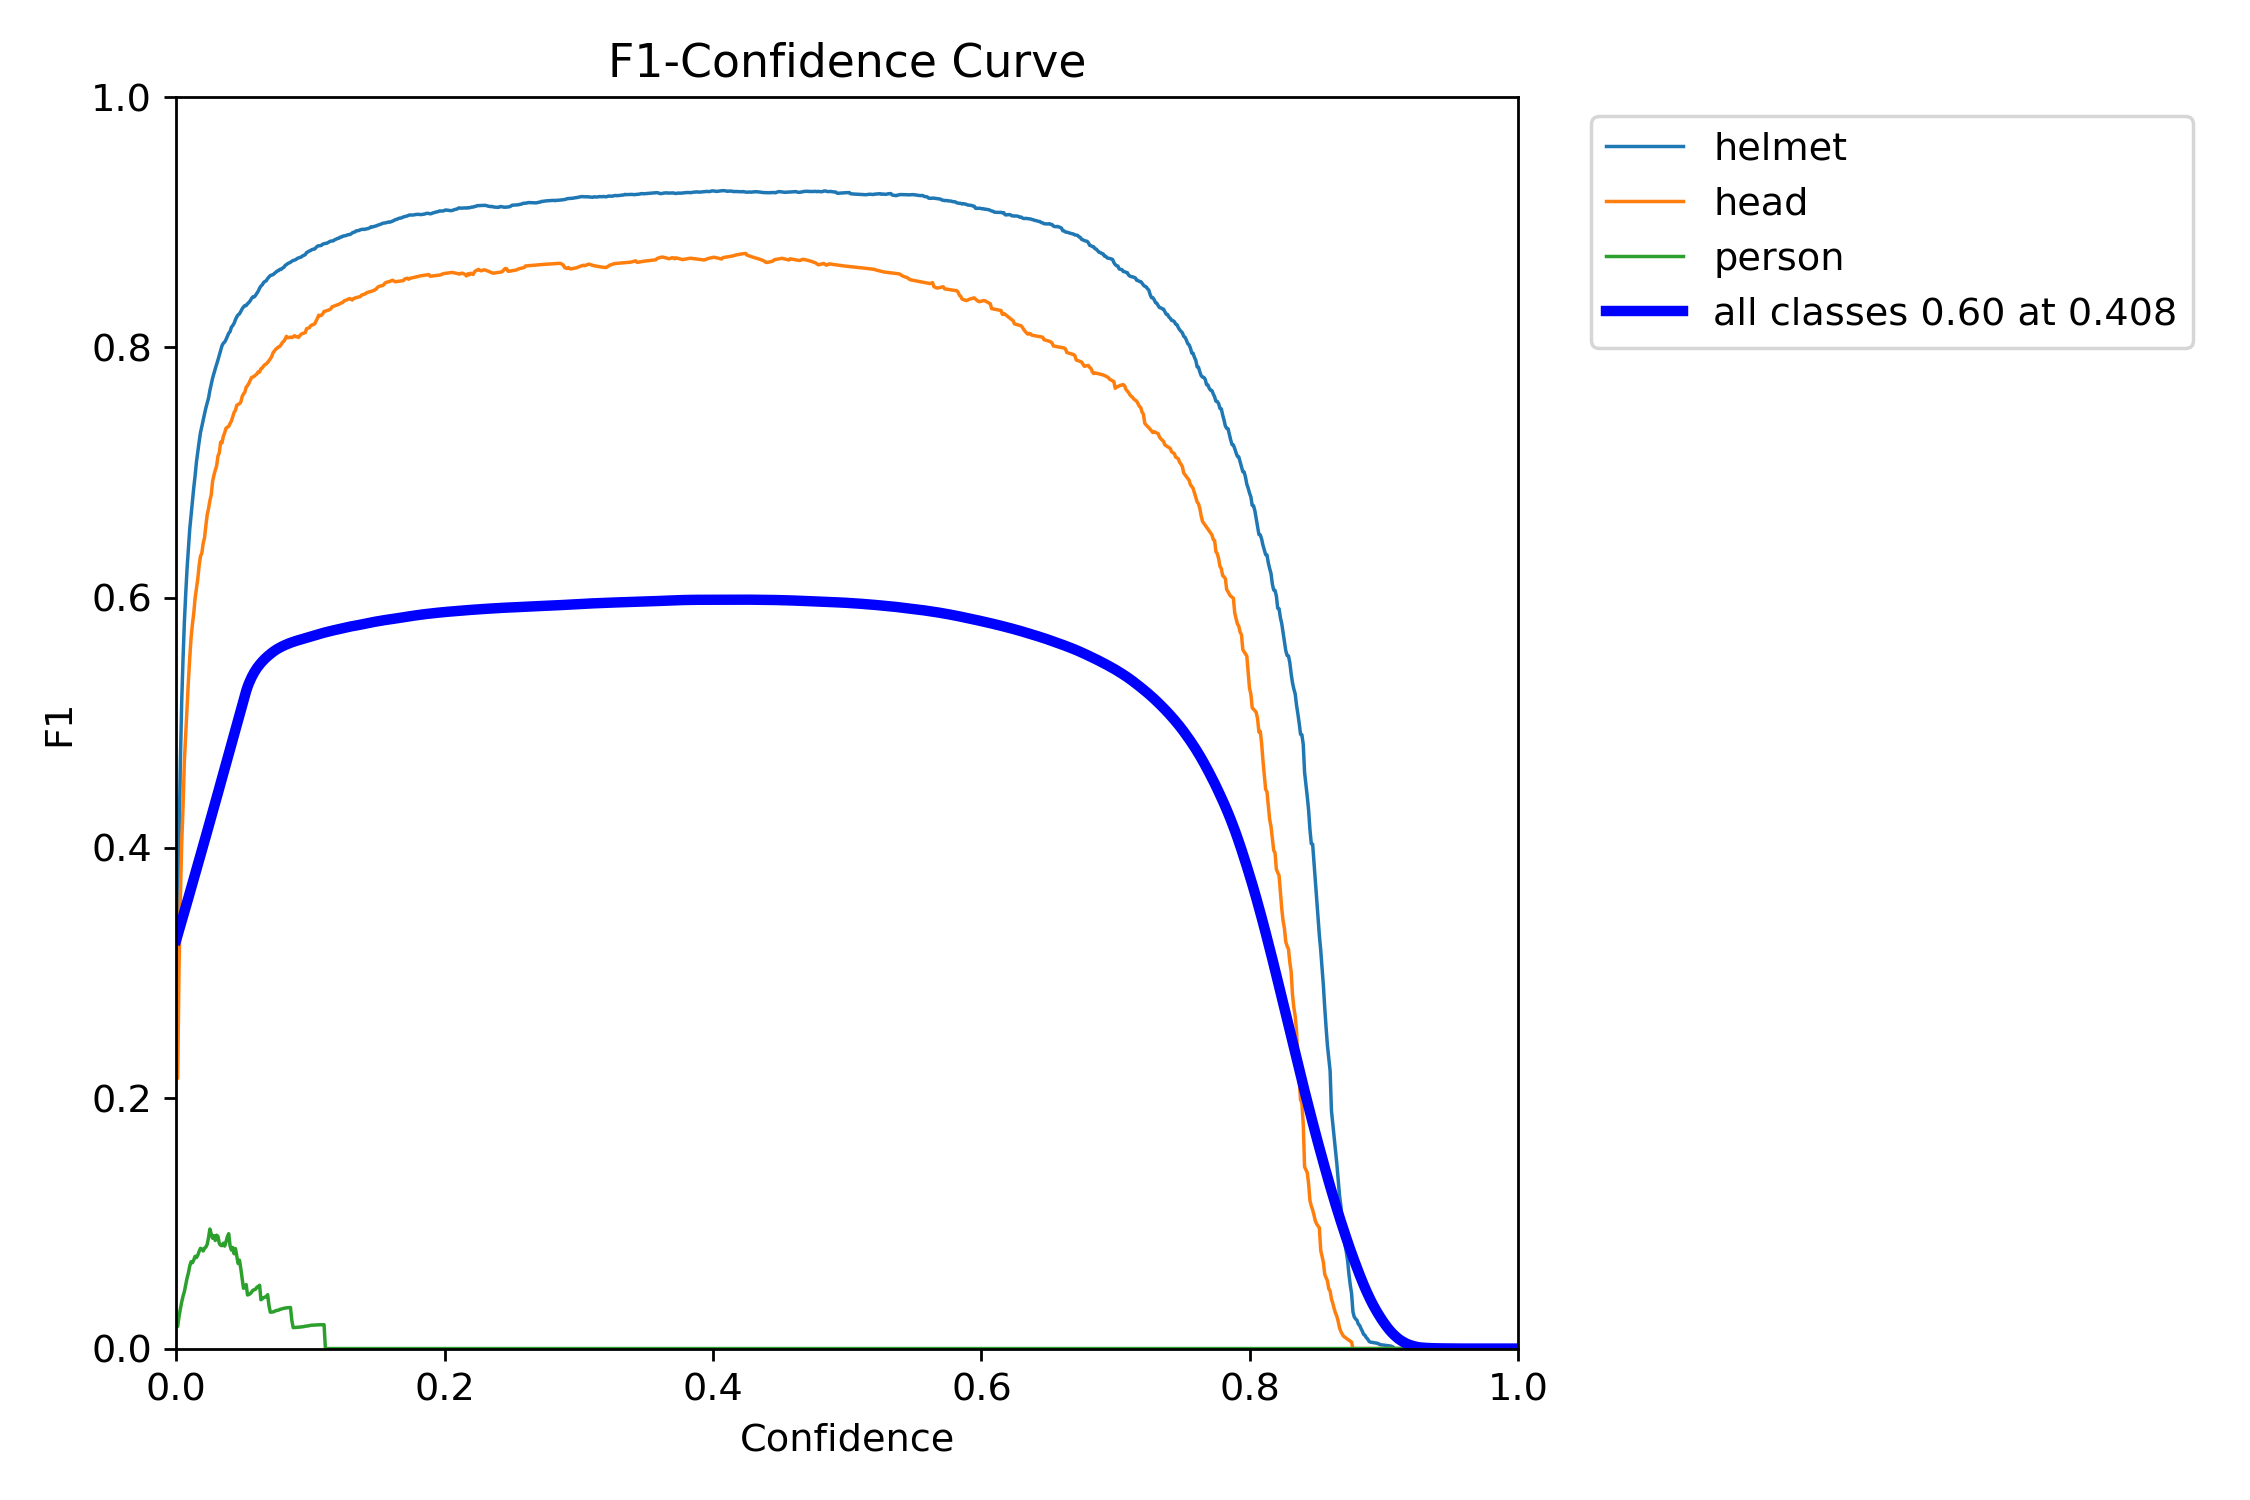 F1-Confidence Curve
1.0
0.8
0.6
0.4
0.2
0.0
F1
0.0 0.2 0.4 0.6 0.8 1.0
Confidence
helmet
head
person
all classes 0.60 at 0.408